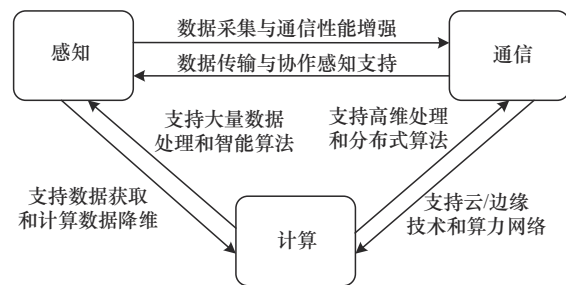 数据采集与通信性能增强
感知
通信
数据传输与协作感知支持
支持大量数据
处理和智能算法
支持高维处理
和分布式算法
支持数据获取
和计算数据降维
支持云/边缘
技术和算力网络
计算